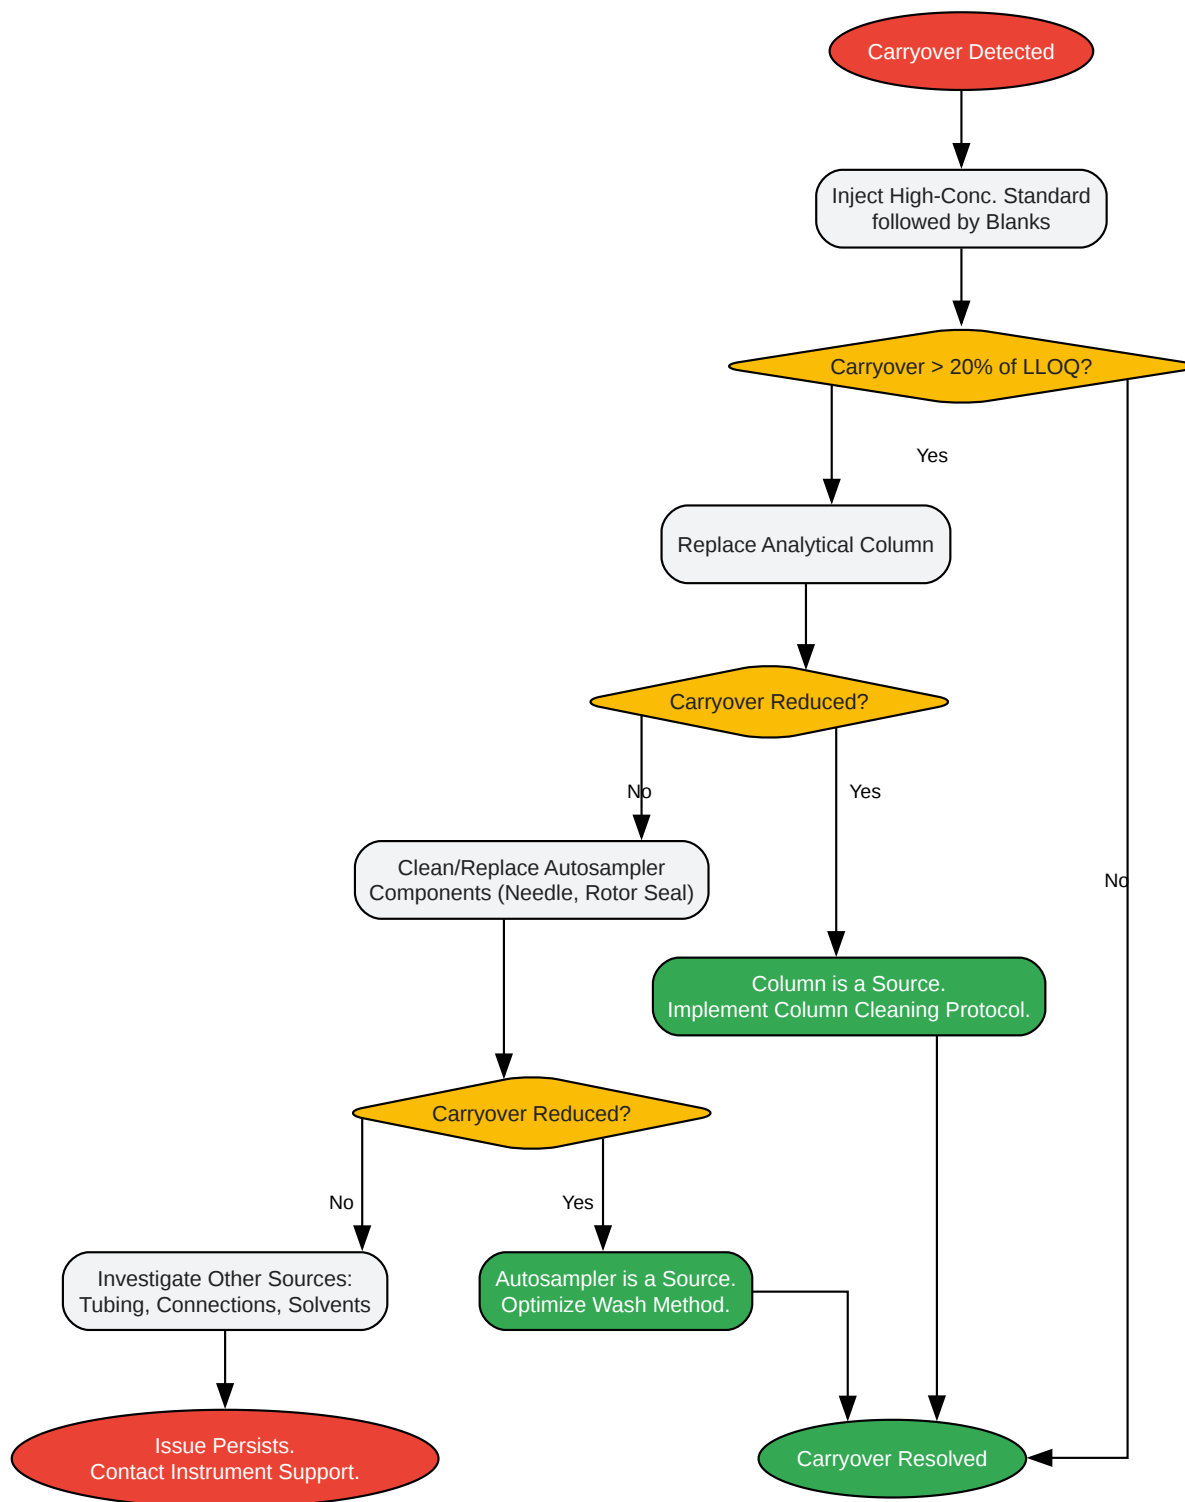 Carryover Detected
Inject High-Conc. Standard
followed by Blanks
Carryover > 20% of LLOQ?
Yes
Replace Analytical Column
Carryover Reduced?
No
Yes
Clean/Replace Autosampler
Components (Needle, Rotor Seal)
No
Column is a Source.
Implement Column Cleaning Protocol.
Carryover Reduced?
No
Yes
Investigate Other Sources:
Tubing, Connections, Solvents
Autosampler is a Source.
Optimize Wash Method.
Issue Persists.
Contact Instrument Support.
Carryover Resolved